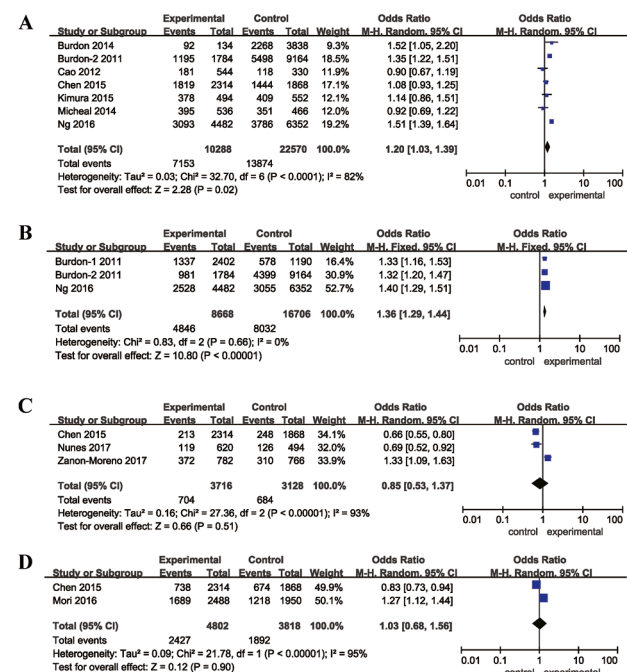 A
Experimental Control Odds Ratio Odds Ratio
Study or Subgroup Events Total Events Total Weight M-H. Random. 95% CI M-H. Random. 95% CI
Burdon 2014 92 134 2268 3838 9.3% 1.52 [1.05, 2.20]
Burdon-2 2011 1195 1784 5498 9164 18.5% 1.35 [1.22, 1.51]
Cao 2012 181 544 118 330 11.9% 0.90 [0.67, 1.19]
Chen 2015 1819 2314 1444 1868 17.1% 1.08 [0.93, 1.25]
Kimura 2015 378 494 409 552 12.2% 1.14 [0.86, 1.51]
Micheal 2014 395 536 351 466 11.9% 0.92 [0.69, 1.22]
Ng 2016 3093 4482 3786 6352 19.2% 1.51 [1.39, 1.64]
Total (95% CI) 10288 22570 100.0% 1.20 [1.03, 1.39]
Total events 7153 13874
Heterogeneity: Tau² = 0.03; Chi² = 32.70, df = 6 (P < 0.0001); I² = 82%
Test for overall effect: Z = 2.28 (P = 0.02)
0.01 0.1 1 10 100
control experimental
B
Experimental Control Odds Ratio Odds Ratio
Study or Subgroup Events Total Events Total Weight M-H. Fixed. 95% CI M-H. Fixed. 95% CI
Burdon-1 2011 1337 2402 578 1190 16.4% 1.33 [1.16, 1.53]
Burdon-2 2011 981 1784 4399 9164 30.9% 1.32 [1.20, 1.47]
Ng 2016 2528 4482 3055 6352 52.7% 1.40 [1.29, 1.51]
Total (95% CI) 8668 16706 100.0% 1.36 [1.29, 1.44]
Total events 4846 8032
Heterogeneity: Chi² = 0.83, df = 2 (P = 0.66); I² = 0%
Test for overall effect: Z = 10.80 (P < 0.00001)
0.01 0.1 1 10 100
control experimental
C
Experimental Control Odds Ratio Odds Ratio
Study or Subgroup Events Total Events Total Weight M-H. Random. 95% CI M-H. Random. 95% CI
Chen 2015 213 2314 248 1868 34.1% 0.66 [0.55, 0.80]
Nunes 2017 119 620 126 494 32.0% 0.69 [0.52, 0.92]
Zanon-Moreno 2017 372 782 310 766 33.9% 1.33 [1.09, 1.63]
Total (95% CI) 3716 3128 100.0% 0.85 [0.53, 1.37]
Total events 704 684
Heterogeneity: Tau² = 0.16; Chi² = 27.36, df = 2 (P < 0.00001); I² = 93%
Test for overall effect: Z = 0.66 (P = 0.51)
0.01 0.1 1 10 100
control experimental
D
Experimental Control Odds Ratio Odds Ratio
Study or Subgroup Events Total Events Total Weight M-H. Random. 95% CI M-H. Random. 95% CI
Chen 2015 738 2314 674 1868 49.9% 0.83 [0.73, 0.94]
Mori 2016 1689 2488 1218 1950 50.1% 1.27 [1.12, 1.44]
Total (95% CI) 4802 3818 100.0% 1.03 [0.68, 1.56]
Total events 2427 1892
Heterogeneity: Tau² = 0.09; Chi² = 21.78, df = 1 (P < 0.00001); I² = 95%
Test for overall effect: Z = 0.12 (P = 0.90)
0.01 0.1 1 10 100
control experimental